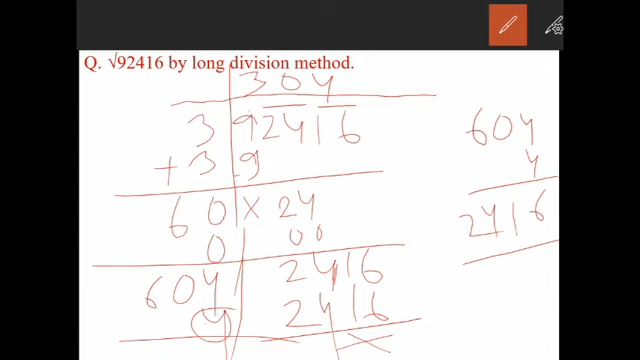 Q. √92416 by long division method.
304
3 92416 604
+ 3 9 4
60 × 24 2416
0 00
604 2416
4 2416
×